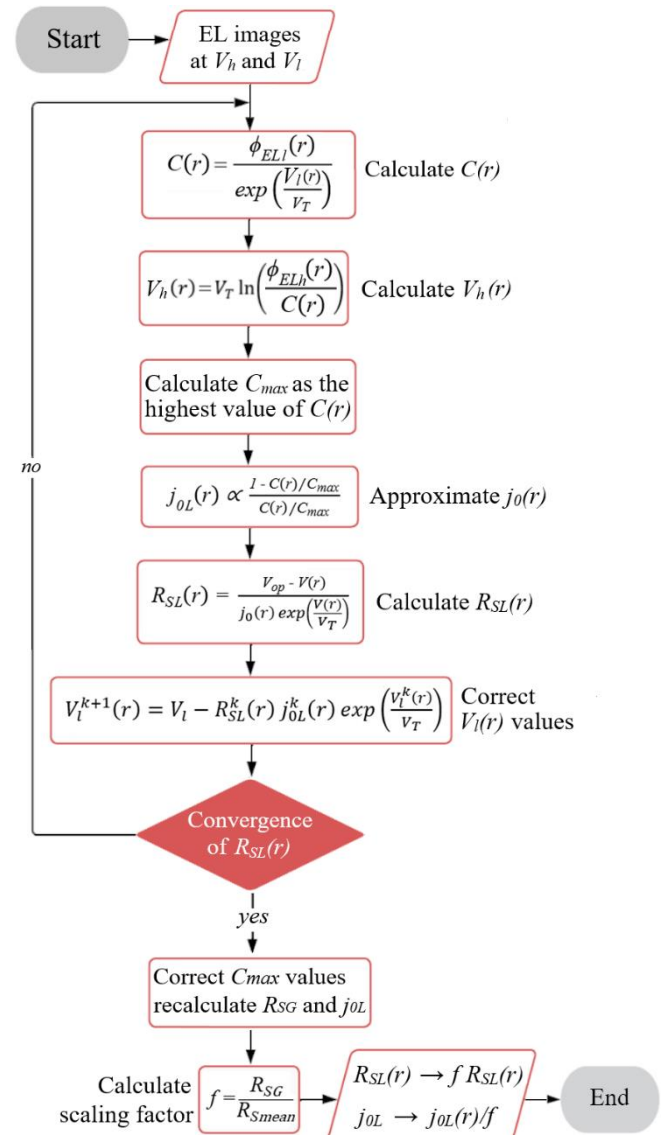 Start
EL images
at V_h and V_l
C(r) = ϕ_ELl(r) / exp(V_l(r)/V_T)
Calculate C(r)
V_h(r) = V_T ln(ϕ_ELh(r)/C(r))
Calculate V_h(r)
Calculate C_max as the
highest value of C(r)
no
j_0L(r) ∝ (1 - C(r)/C_max) / (C(r)/C_max)
Approximate j_0(r)
R_SL(r) = (V_op - V(r)) / (j_0(r) exp(V(r)/V_T))
Calculate R_SL(r)
V_l^{k+1}(r) = V_l − R_SL^k(r) j_0L^k(r) exp(V_l^k(r)/V_T)
Correct
V_l(r) values
Convergence
of R_SL(r)
yes
Correct C_max values
recalculate R_SG and j_0L
Calculate
scaling factor
f = R_SG / R_Smean
R_SL(r) → f R_SL(r)
j_0L → j_0L(r)/f
End